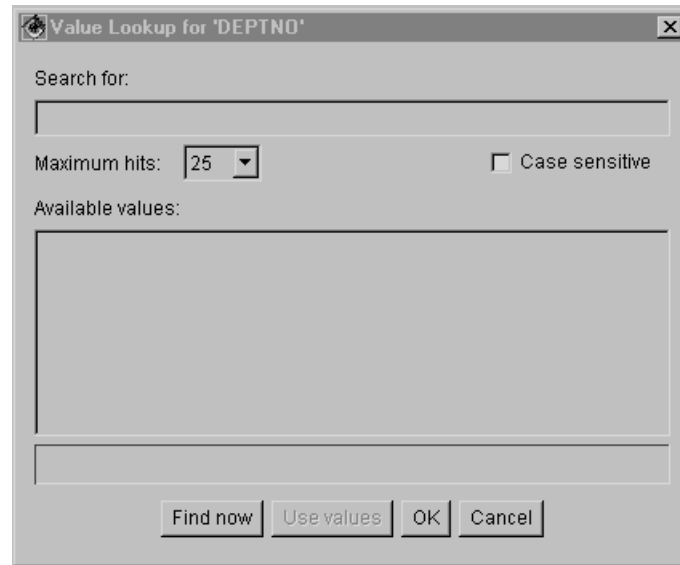 Value Lookup for 'DEPTNO'
Search for:
Maximum hits: 25 Case sensitive
Available values:
Find now Use values OK Cancel